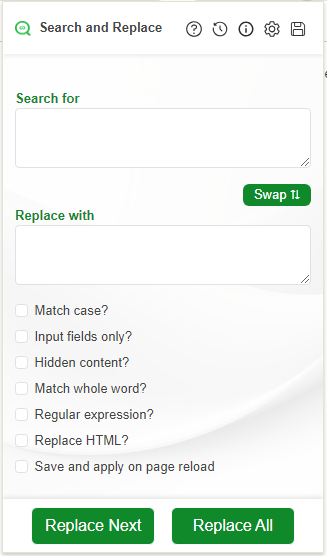 Search and Replace
Search for
Swap ⇅
Replace with
Match case?
Input fields only?
Hidden content?
Match whole word?
Regular expression?
Replace HTML?
Save and apply on page reload
Replace Next
Replace All